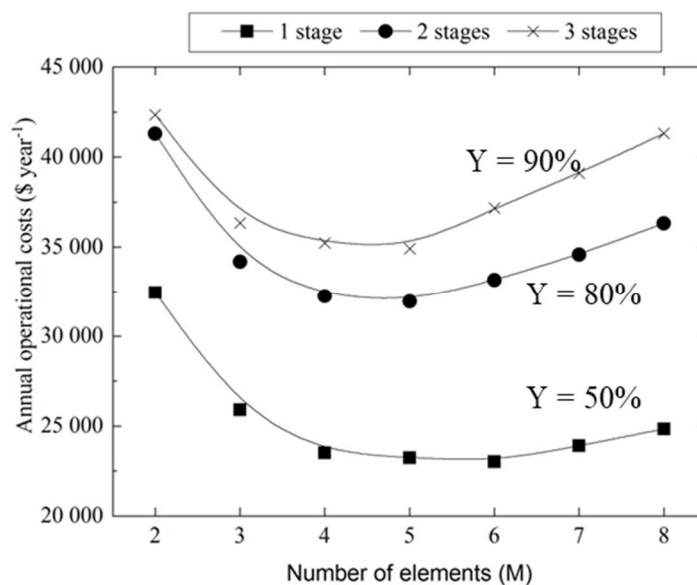 1 stage 2 stages 3 stages
45 000
40 000
35 000
30 000
25 000
20 000
Annual operational costs ($ year-1)
Y = 90%
Y = 80%
Y = 50%
2 3 4 5 6 7 8
Number of elements (M)